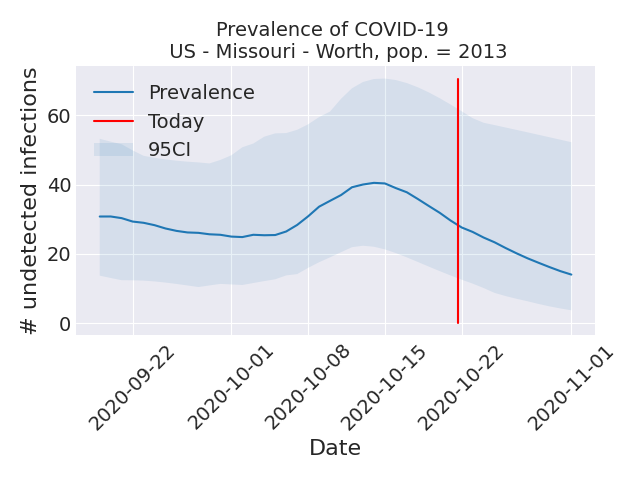 Prevalence of COVID-19
US - Missouri - Worth, pop. = 2013
# undetected infections
60
40
20
0
Prevalence
Today
95CI
2020-09-22
2020-10-01
2020-10-08
2020-10-15
2020-10-22
2020-11-01
Date